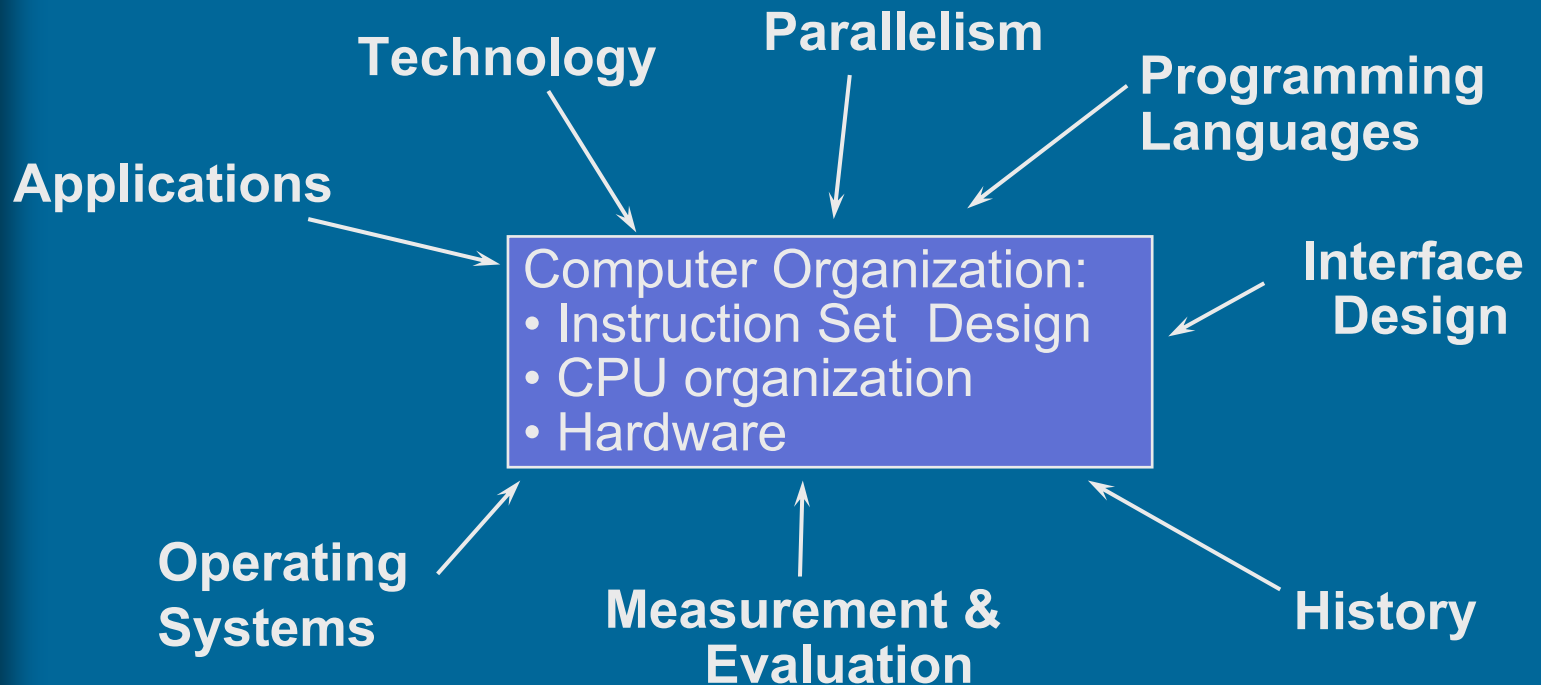 Parallelism
Technology
Programming
Languages
Applications
Interface
Design
Computer Organization:
• Instruction Set  Design
• CPU organization
• Hardware
Operating
Systems
Measurement &
Evaluation
History